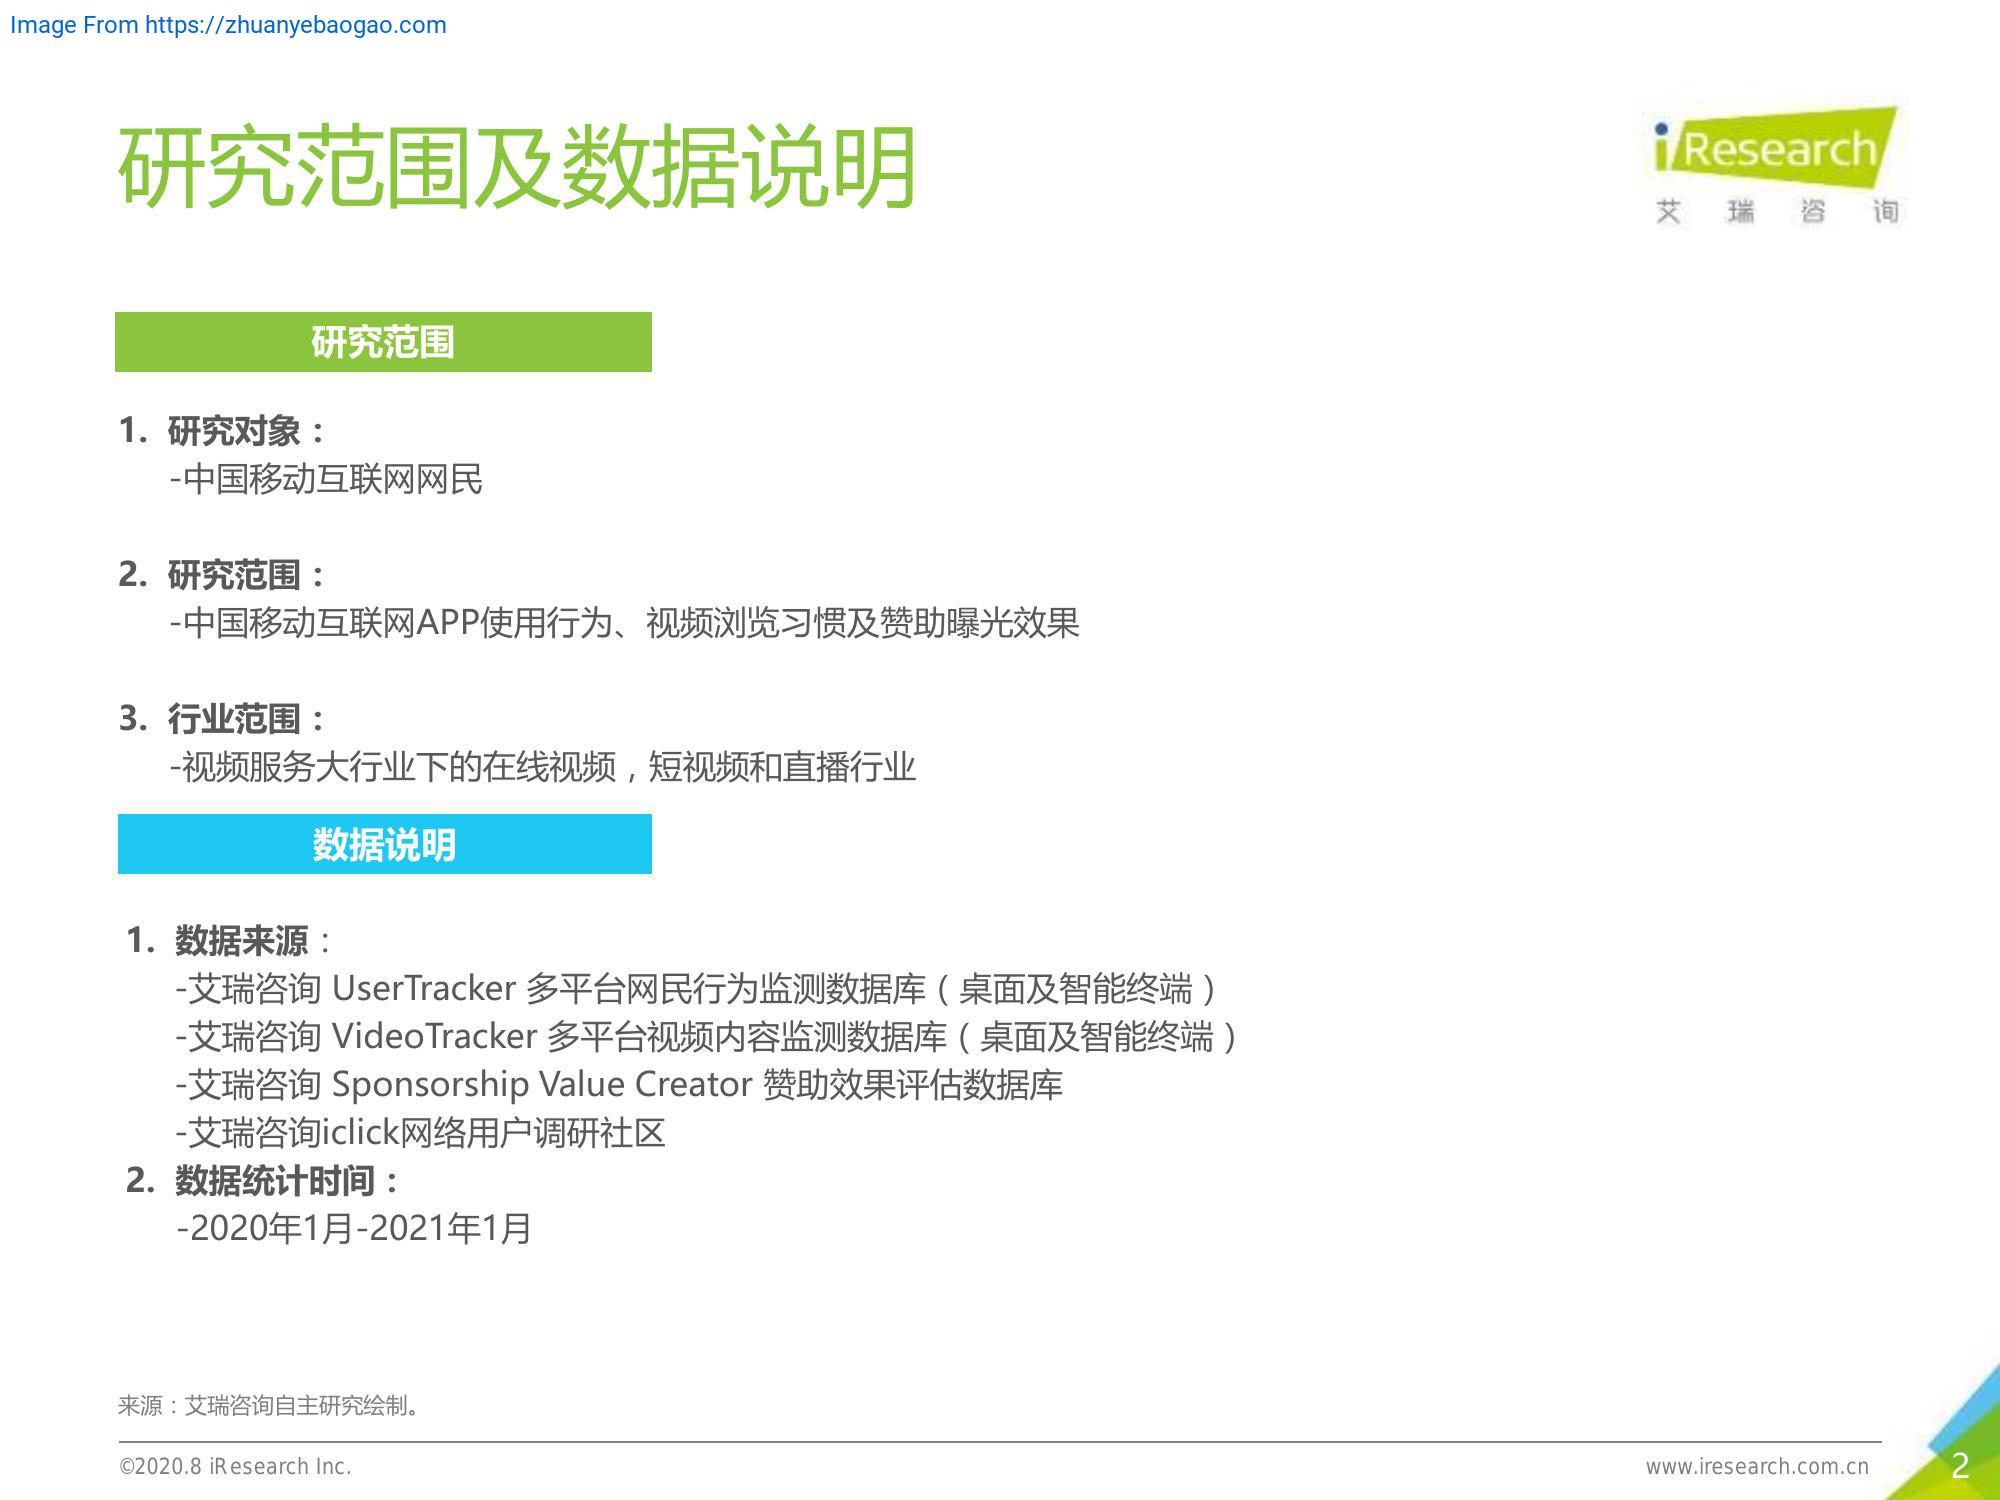 Image From https://zhuanyebaogao.com
研究范围及数据说明
iResearch
艾瑞咨询
研究范围
1. 研究对象：
-中国移动互联网网民
2. 研究范围：
-中国移动互联网APP使用行为、视频浏览习惯及赞助曝光效果
3. 行业范围：
-视频服务大行业下的在线视频，短视频和直播行业
数据说明
1. 数据来源：
-艾瑞咨询 UserTracker 多平台网民行为监测数据库（桌面及智能终端）
-艾瑞咨询 VideoTracker 多平台视频内容监测数据库（桌面及智能终端）
-艾瑞咨询 Sponsorship Value Creator 赞助效果评估数据库
-艾瑞咨询iclick网络用户调研社区
2. 数据统计时间：
-2020年1月-2021年1月
来源：艾瑞咨询自主研究绘制。
©2020.8 iResearch Inc.
www.iresearch.com.cn
2